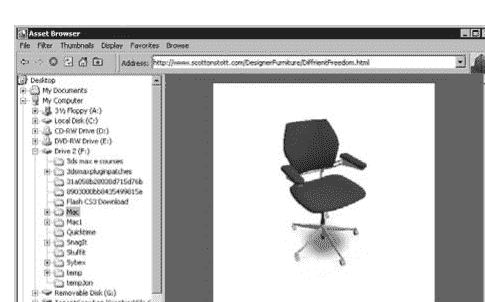 Asset Browser
File Filter Thumbnails Display Favorites Browse
Address: http://www.scottonstott.com/DesignerFurniture/DiffrientFreedom.html
Desktop
My Documents
My Computer
3½ Floppy (A:)
Local Disk (C:)
CD-RW Drive (D:)
DVD-RW Drive (E:)
Drive 2 (F:)
3ds max e-courses
3dsmaxpluginpatches
Flash CS3 Download
Mac
Mac1
Quicktime
SnagIt
Stuffit
Sybex
temp
tempJon
Removable Disk (G:)